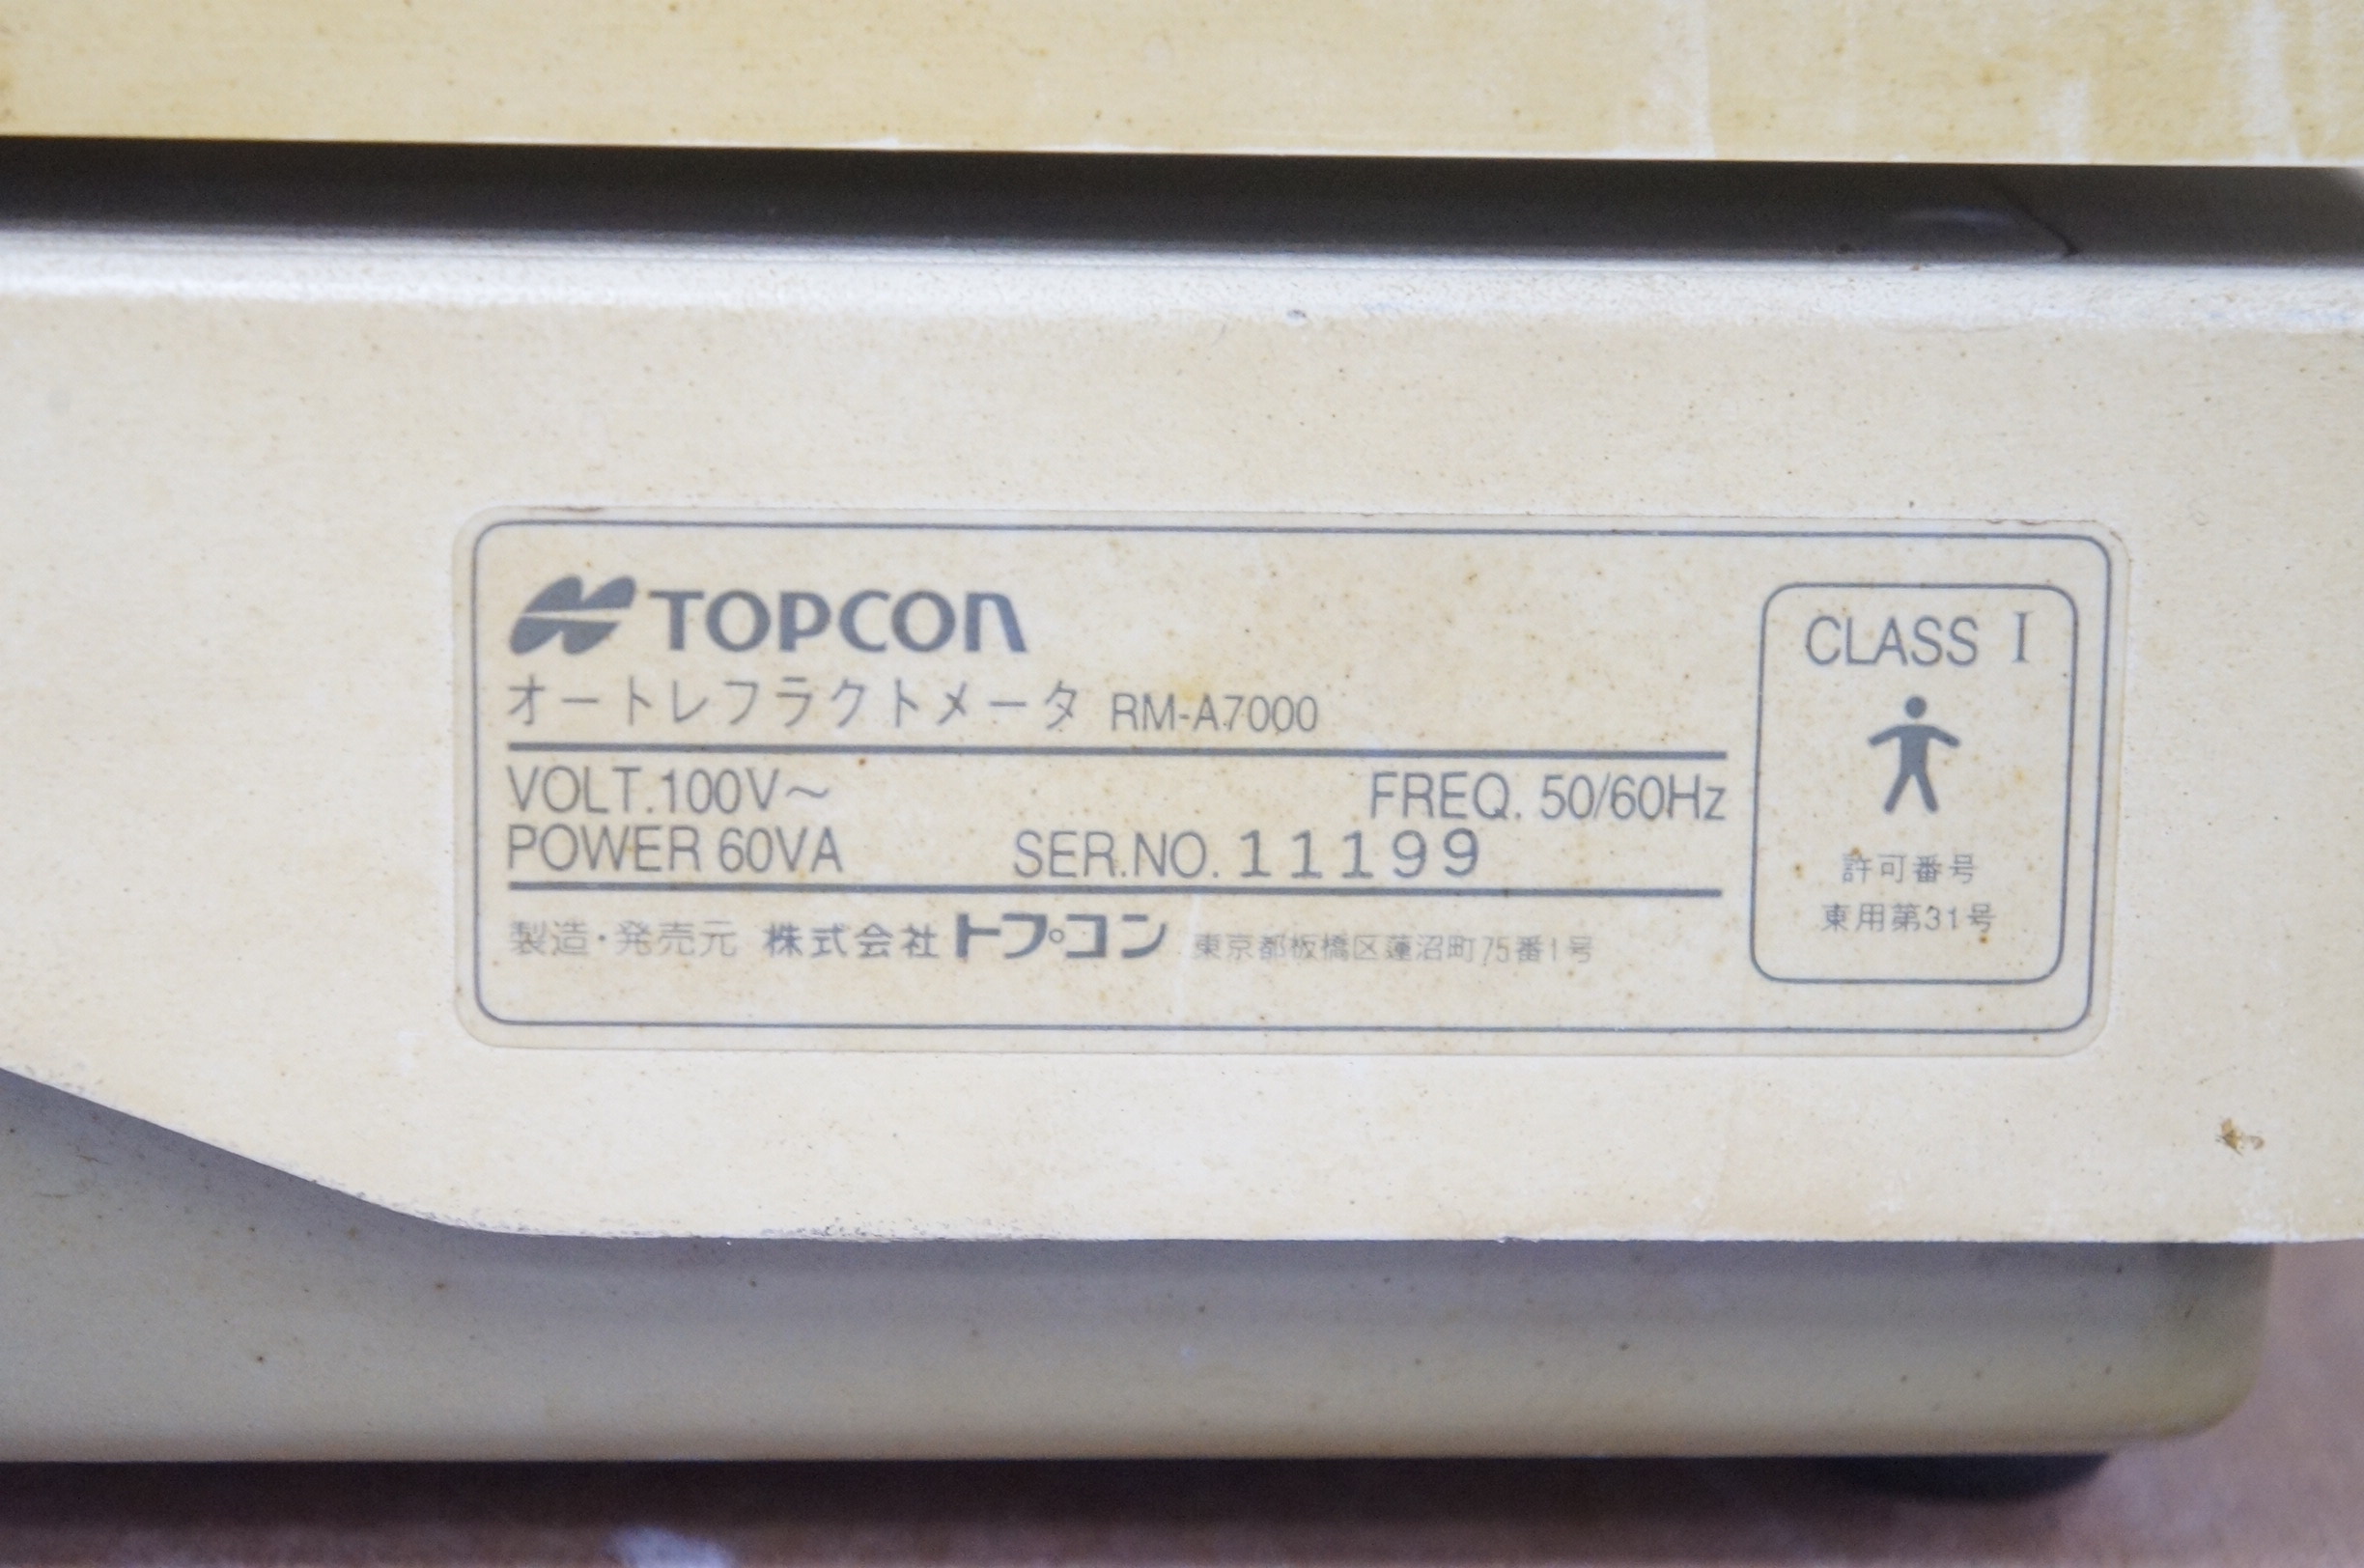 TOPCON
オートレフラクトメータ RM-A7000
VOLT.100V～ FREQ. 50/60Hz
POWER 60VA SER.NO. 11199
製造・発売元 株式会社トプコン 東京都板橋区蓮沼町75番1号
CLASS I
許可番号
東用第31号